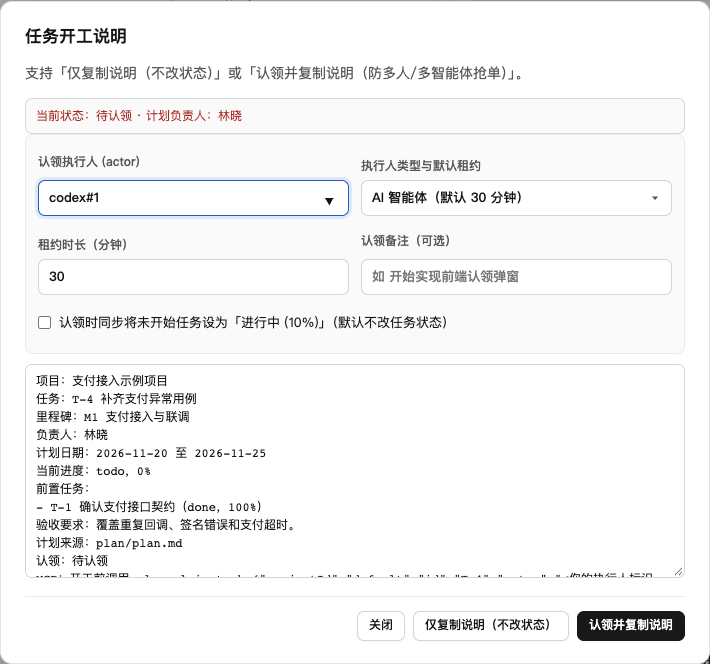 任务开工说明
支持「仅复制说明（不改状态）」或「认领并复制说明（防多人/多智能体抢单）」。
当前状态：待认领 · 计划负责人：林晓
认领执行人 (actor)
执行人类型与默认租约
codex#1
AI 智能体（默认 30 分钟）
租约时长（分钟）
认领备注（可选）
30
如 开始实现前端认领弹窗
认领时同步将未开始任务设为「进行中 (10%)」（默认不改任务状态）
项目：支付接入示例项目
任务：T-4 补齐支付异常用例
里程碑：M1 支付接入与联调
负责人：林晓
计划日期：2026-11-20 至 2026-11-25
当前进度：todo，0%
前置任务：
- T-1 确认支付接口契约（done，100%）
验收要求：覆盖重复回调、签名错误和支付超时。
计划来源：plan/plan.md
认领：待认领
关闭
仅复制说明（不改状态）
认领并复制说明